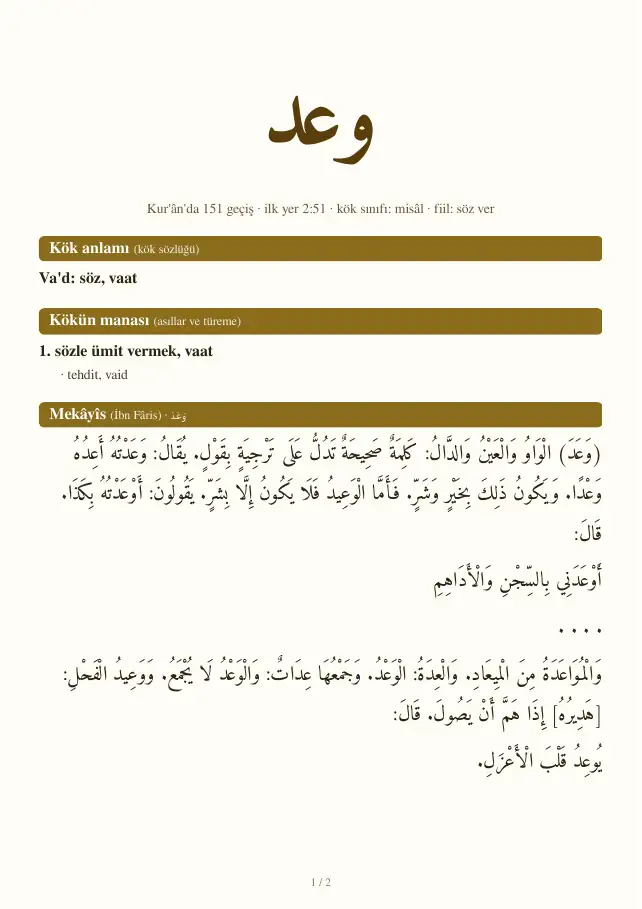 وعد
Kur'ân'da 151 geçiş · ilk yer 2:51 · kök sınıfı: misâl · fiil: söz ver
Kök anlamı (kök sözlüğü)
Va'd: söz, vaat
Kökün manası (asıllar ve türeme)
1. sözle ümit vermek, vaat
· tehdit, vaid
Mekâyîs (İbn Fâris) · وَعَدَ
(وَعَدَ) الْوَاوُ وَالْعَيْنُ وَالدَّالُ: كَلِمَةٌ صَحِيحَةٌ تَدُلُّ عَلَى تَرْجِيَةٍ بِقَوْلٍ. يُقَالُ: وَعَدْتُهُ أَعِدُهُ
وَعْدًا. وَيَكُونُ ذَلِكَ بِخَيْرٍ وَشَرٍّ. فَأَمَّا الْوَعِيدُ فَلَا يَكُونُ إِلَّا بِشَرٍّ. يَقُولُونَ: أَوْعَدْتُهُ بِكَذَا.
قَالَ:
أَوْعَدَنِي بِالسِّجْنِ وَالْأَدَاهِمِ
. . . .
وَالْمُوَاعَدَةُ مِنَ الْمِيعَادِ. وَالْعِدَةُ: الْوَعْدُ. وَجَمْعُهَا عِدَاتٌ: وَالْوَعْدُ لَا يُجْمَعُ. وَوَعِيدُ الْفَحْلِ:
[هَدِيرُهُ] إِذَا هَمَّ أَنْ يَصُولَ. قَالَ:
يُوعِدُ قَلْبَ الْأَعْزَلِ.
1 / 2